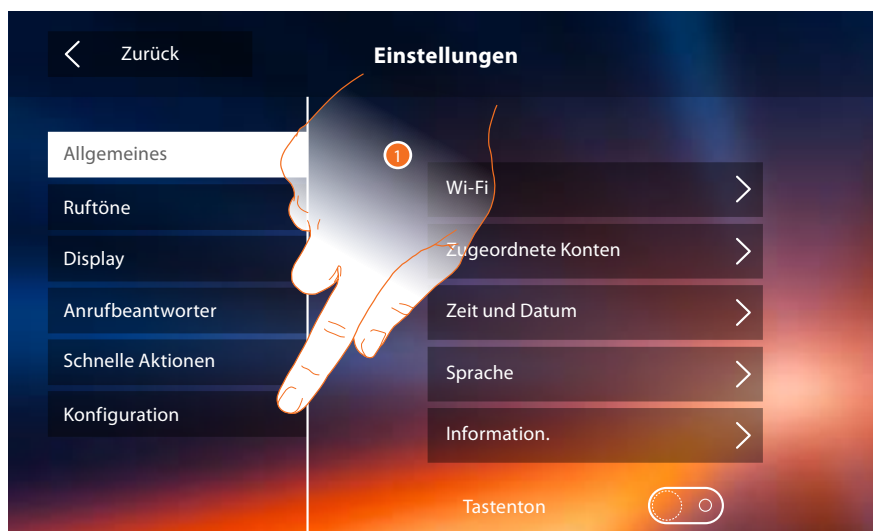 Zurück
Einstellungen
Allgemeines
Ruftöne
Display
Anrufbeantworter
Schnelle Aktionen
Konfiguration
1
Wi-Fi
Zugeordnete Konten
Zeit und Datum
Sprache
Information.
Tastenton